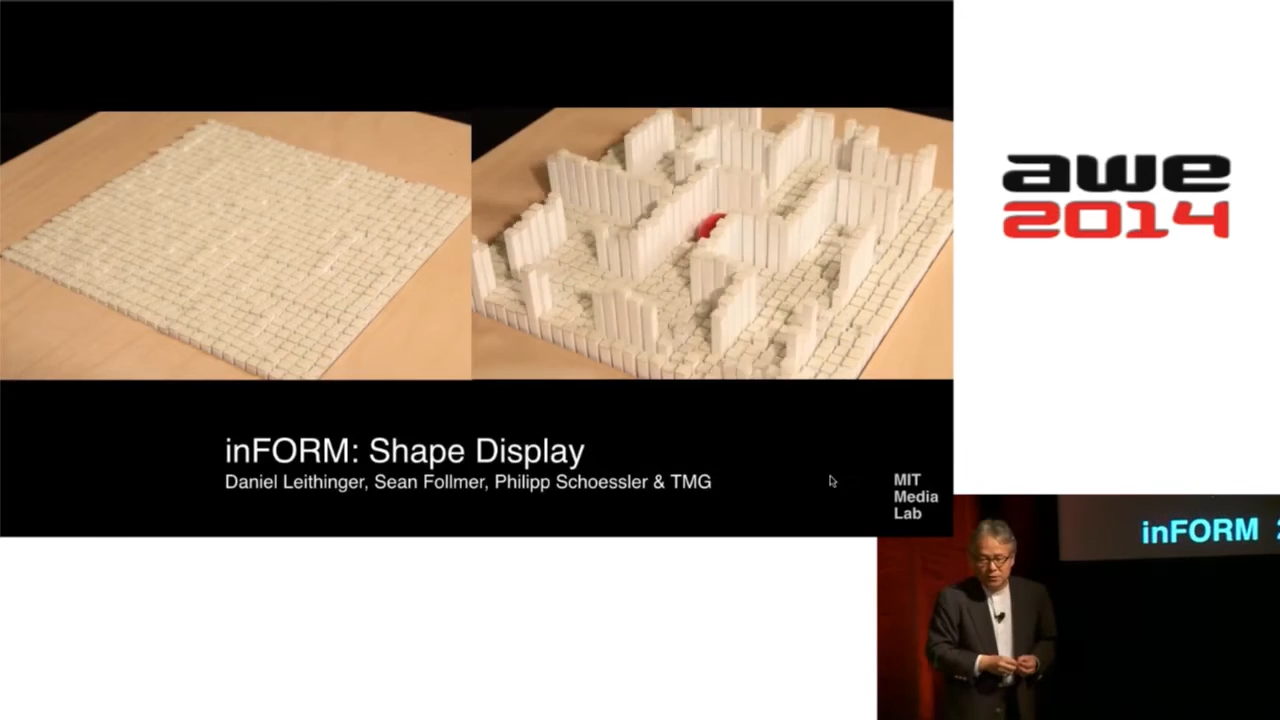 awe
2014
inFORM: Shape Display
Daniel Leithinger, Sean Follmer, Philipp Schoessler & TMG
MIT
Media
Lab
inFORM